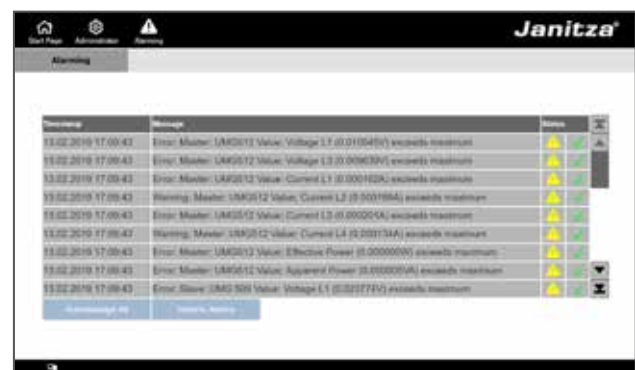 Janitza®
Start Page Administrator Alarming
Alarming
Timestamp Message Status
13.02.2019 17:09:43 Error: Master: UMG512 Value: Voltage L1 exceeds maximum
13.02.2019 17:09:43 Error: Master: UMG512 Value: Voltage L3 exceeds maximum
13.02.2019 17:09:43 Error: Master: UMG512 Value: Current L1 exceeds maximum
13.02.2019 17:09:43 Warning: Master: UMG512 Value: Current L2 exceeds maximum
13.02.2019 17:09:43 Error: Master: UMG512 Value: Current L3 exceeds maximum
13.02.2019 17:09:43 Warning: Master: UMG512 Value: Current L4 exceeds maximum
13.02.2019 17:09:43 Error: Master: UMG512 Value: Effective Power (0.000000W) exceeds maximum
13.02.2019 17:09:43 Error: Master: UMG512 Value: Apparent Power exceeds maximum
13.02.2019 17:09:43 Error: Slave: UMG 509 Value: Voltage L1 exceeds maximum
Acknowledge All